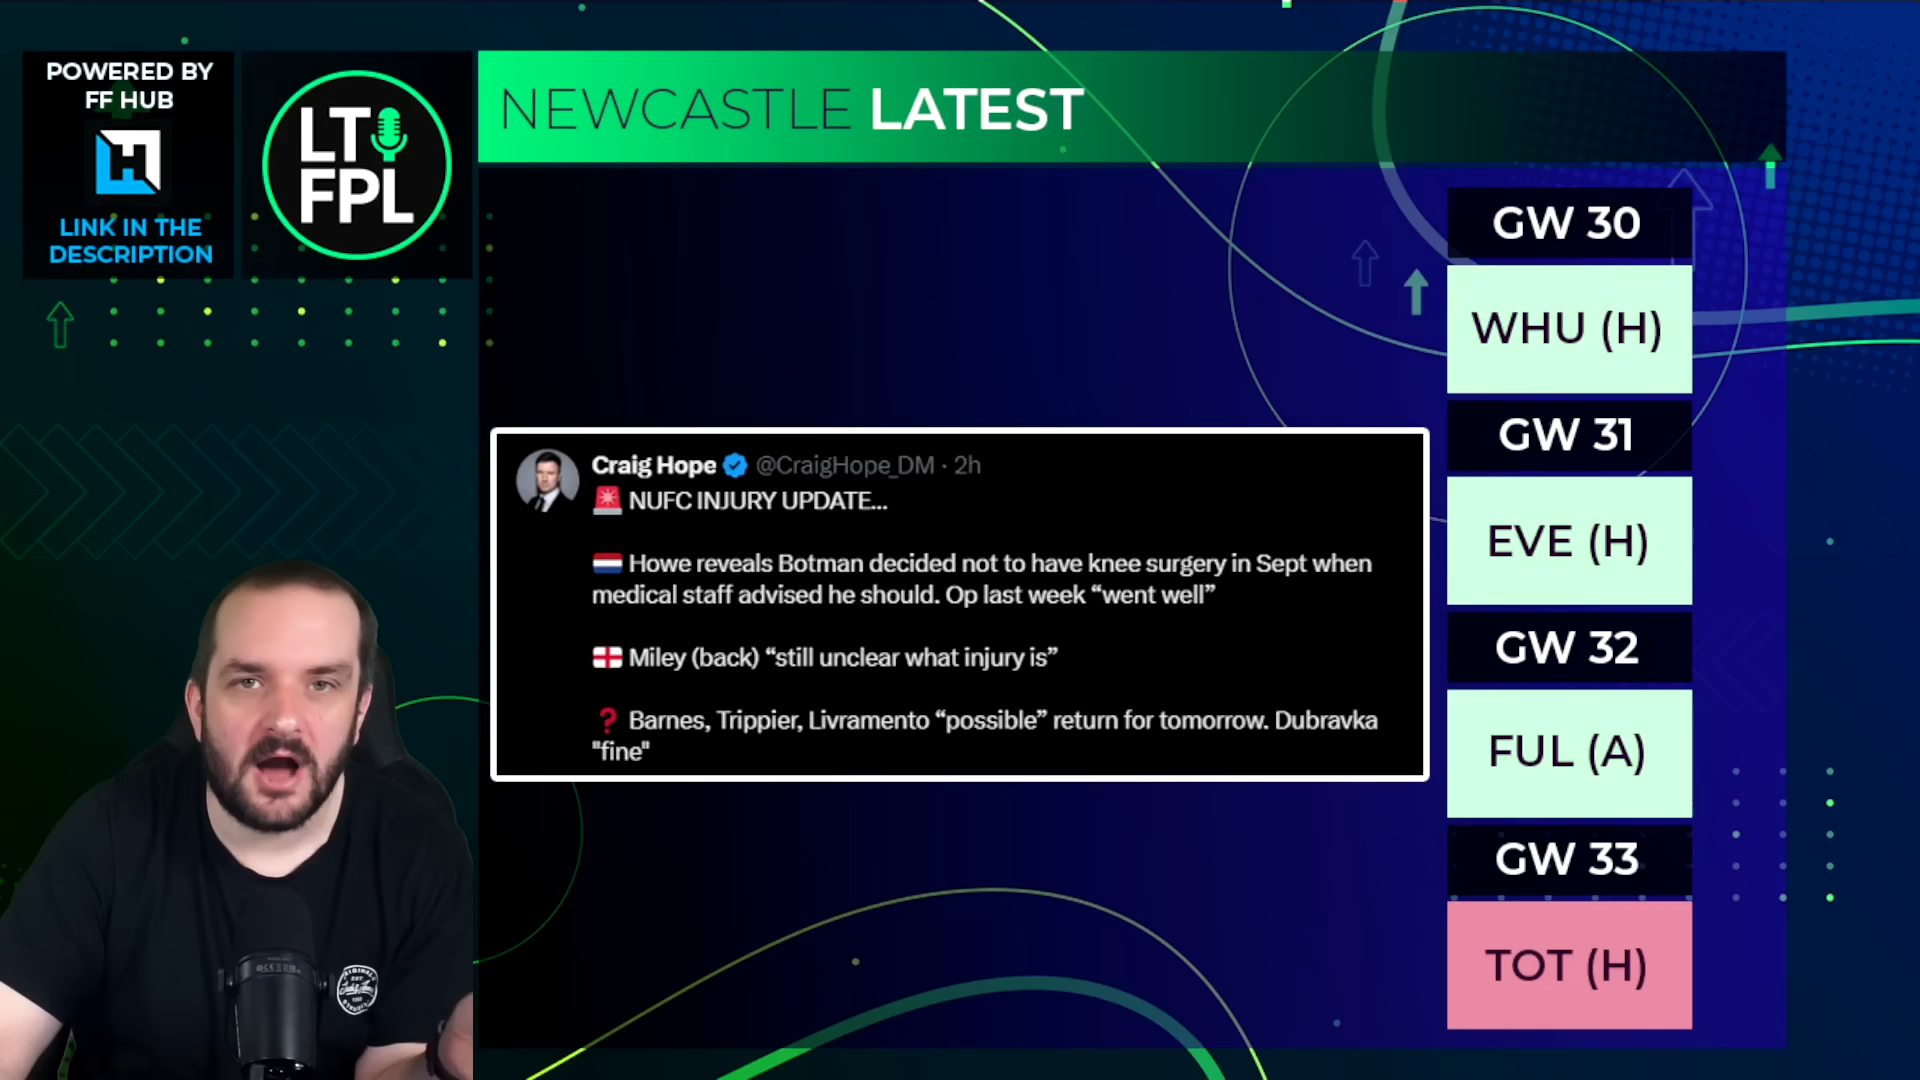 POWERED BY
FF HUB
LINK IN THE
DESCRIPTION
LT
FPL
NEWCASTLE LATEST
Craig Hope @CraigHope_DM · 2h
🚨 NUFC INJURY UPDATE...
🇳🇱 Howe reveals Botman decided not to have knee surgery in Sept when
medical staff advised he should. Op last week “went well”
🏴󠁧󠁢󠁥󠁮󠁧󠁿 Miley (back) “still unclear what injury is”
❓ Barnes, Trippier, Livramento “possible” return for tomorrow. Dubravka
"fine"
GW 30
WHU (H)
GW 31
EVE (H)
GW 32
FUL (A)
GW 33
TOT (H)